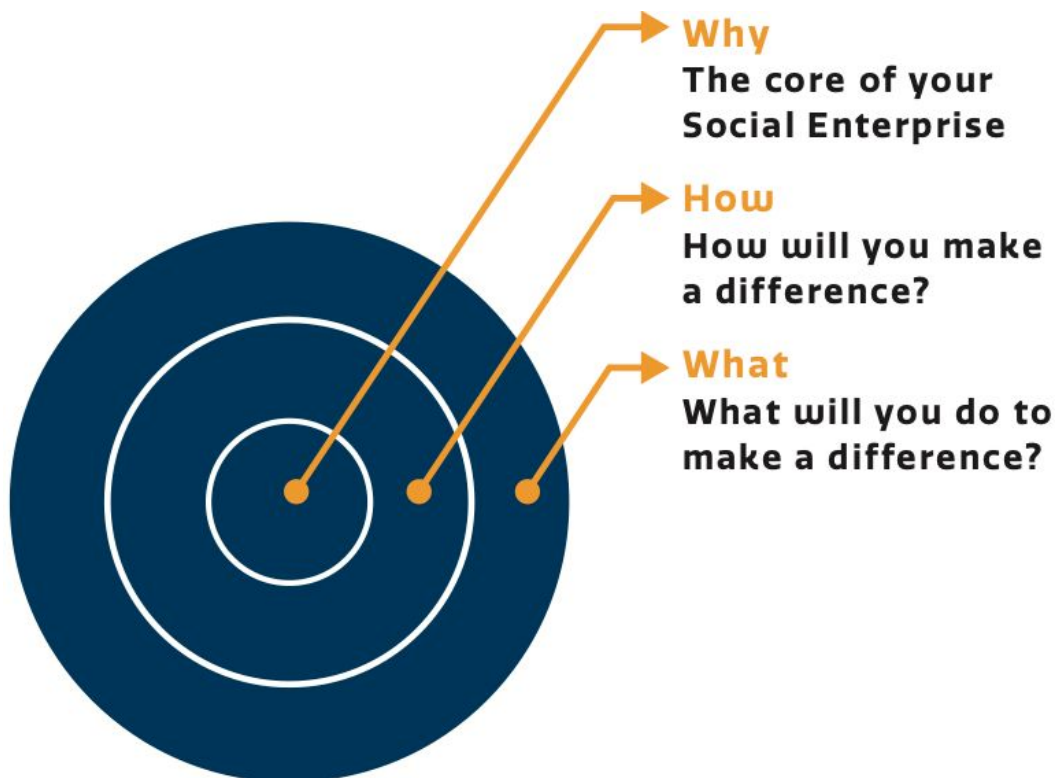 Why
The core of your
Social Enterprise
How
How will you make
a difference?
What
What will you do to
make a difference?